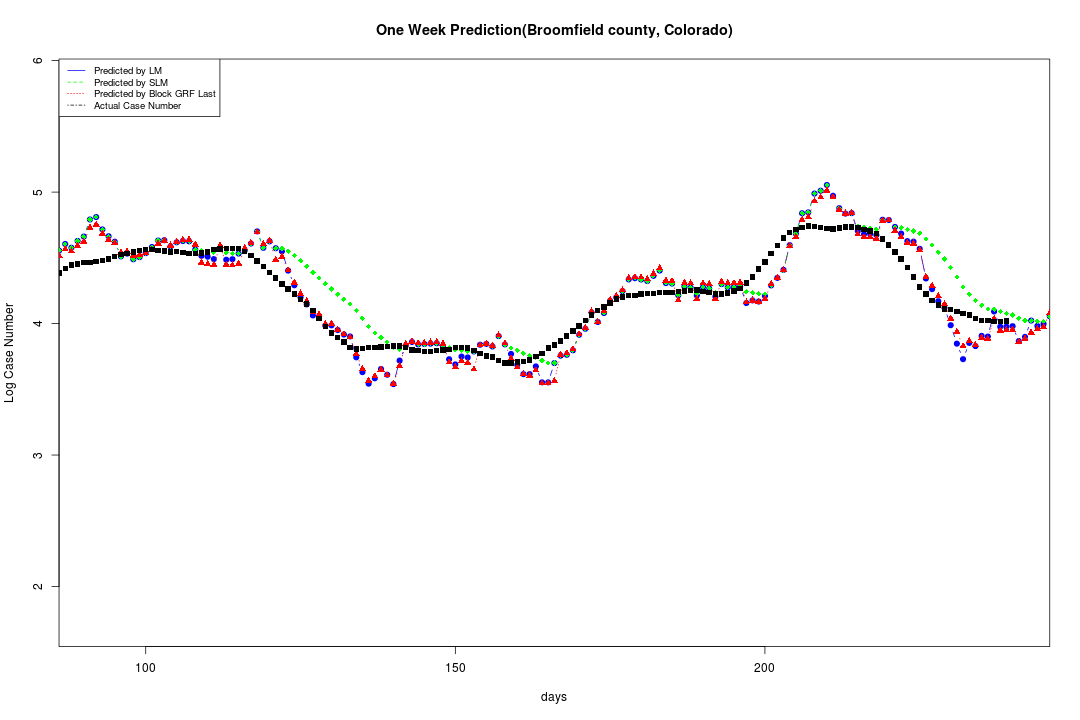 One Week Prediction(Broomfield county, Colorado)
Predicted by LM
Predicted by SLM
Predicted by Block GRF Last
Actual Case Number
6
5
4
3
2
Log Case Number
100
150
200
days